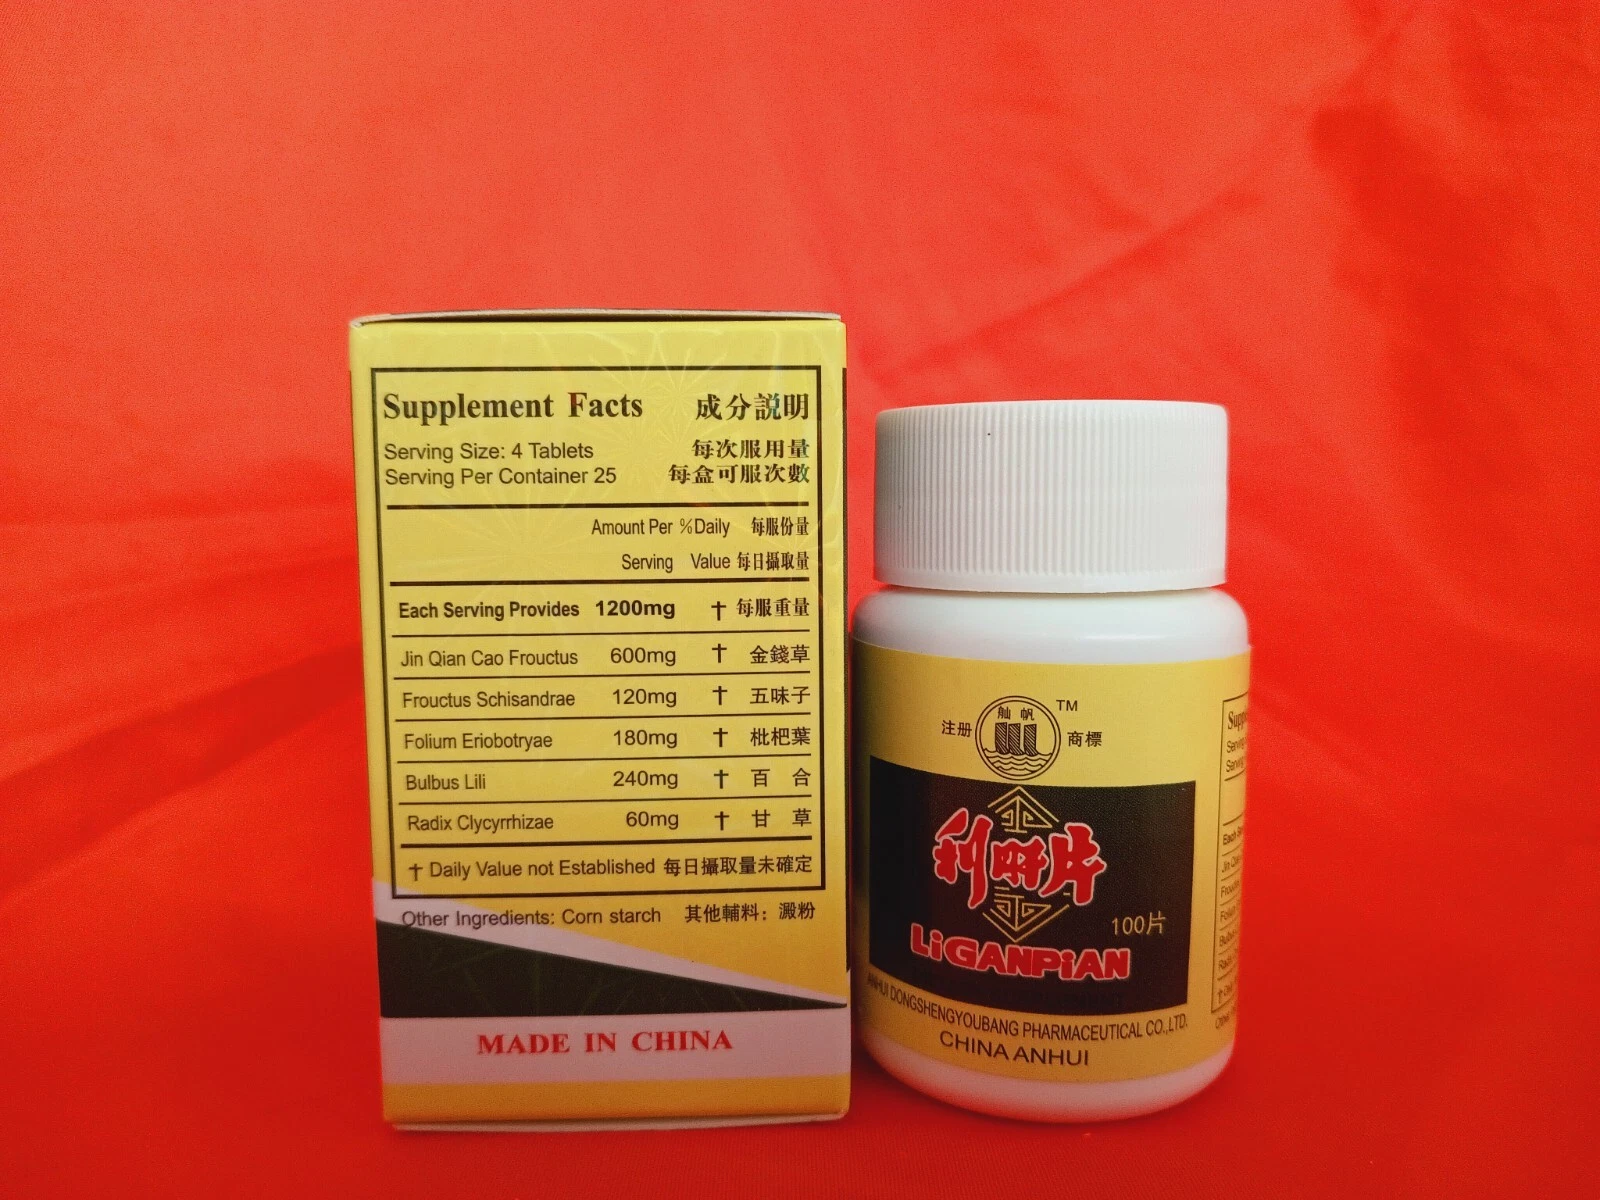 Supplement Facts 成分説明
Serving Size: 4 Tablets 每次服用量
Serving Per Container 25 每盒可服次數
Amount Per %Daily 每服份量
Serving Value 每日攝取量
Each Serving Provides 1200mg † 每服重量
Jin Qian Cao Frouctus 600mg † 金錢草
Frouctus Schisandrae 120mg † 五味子
Folium Eriobotryae 180mg † 枇杷葉
Bulbus Lili 240mg † 百 合
Radix Clycyrrhizae 60mg † 甘 草
† Daily Value not Established 每日攝取量未確定
Other Ingredients: Corn starch 其他輔料：澱粉
MADE IN CHINA
帆
TM
注册 商標
利肝片
100片
LiGANPiAN
ANHUI DONGSHENGYOUBANG PHARMACEUTICAL CO.,LTD.
CHINA ANHUI